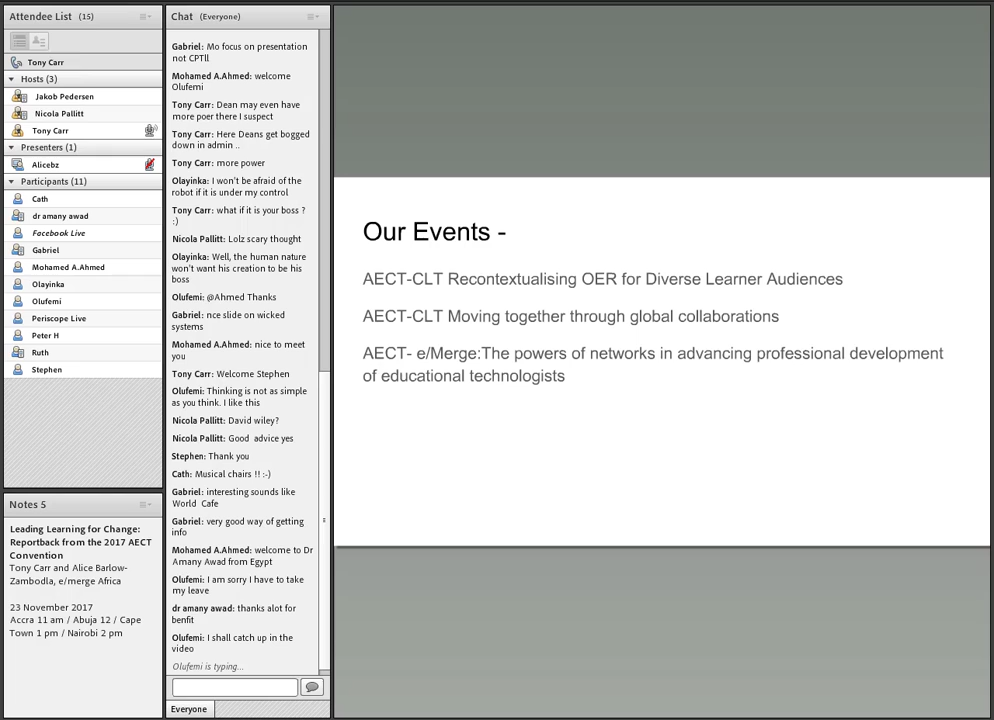 Attendee List (15)
Tony Carr
Hosts (3)
Jakob Pedersen
Nicola Pallitt
Tony Carr
Presenters (1)
Alicebz
Participants (11)
Cath
dr amany awad
Facebook Live
Gabriel
Mohamed A.Ahmed
Olayinka
Olufemi
Periscope Live
Peter H
Ruth
Stephen
Notes 5
Leading Learning for Change:
Reportback from the 2017 AECT
Convention
Tony Carr and Alice Barlow-
Zambodla, e/merge Africa
23 November 2017
Accra 11 am / Abuja 12 / Cape
Town 1 pm / Nairobi 2 pm
Chat (Everyone)
Gabriel: Mo focus on presentation
not CPTll
Mohamed A.Ahmed: welcome
Olufemi
Tony Carr: Dean may even have
more poer there I suspect
Tony Carr: Here Deans get bogged
down in admin ..
Tony Carr: more power
Olayinka: I won't be afraid of the
robot if it is under my control
Tony Carr: what if it is your boss ?
:)
Nicola Pallitt: Lolz scary thought
Olayinka: Well, the human nature
won't want his creation to be his
boss
Olufemi: @Ahmed Thanks
Gabriel: nce slide on wicked
systems
Mohamed A.Ahmed: nice to meet
you
Tony Carr: Welcome Stephen
Olufemi: Thinking is not as simple
as you think. I like this
Nicola Pallitt: David wiley?
Nicola Pallitt: Good advice yes
Stephen: Thank you
Cath: Musical chairs !! :-)
Gabriel: interesting sounds like
World Cafe
Gabriel: very good way of getting
info
Mohamed A.Ahmed: welcome to Dr
Amany Awad from Egypt
Olufemi: I am sorry I have to take
my leave
dr amany awad: thanks alot for
benfit
Olufemi: I shall catch up in the
video
Olufemi is typing...
Everyone
Our Events -
AECT-CLT Recontextualising OER for Diverse Learner Audiences
AECT-CLT Moving together through global collaborations
AECT- e/Merge:The powers of networks in advancing professional development
of educational technologists